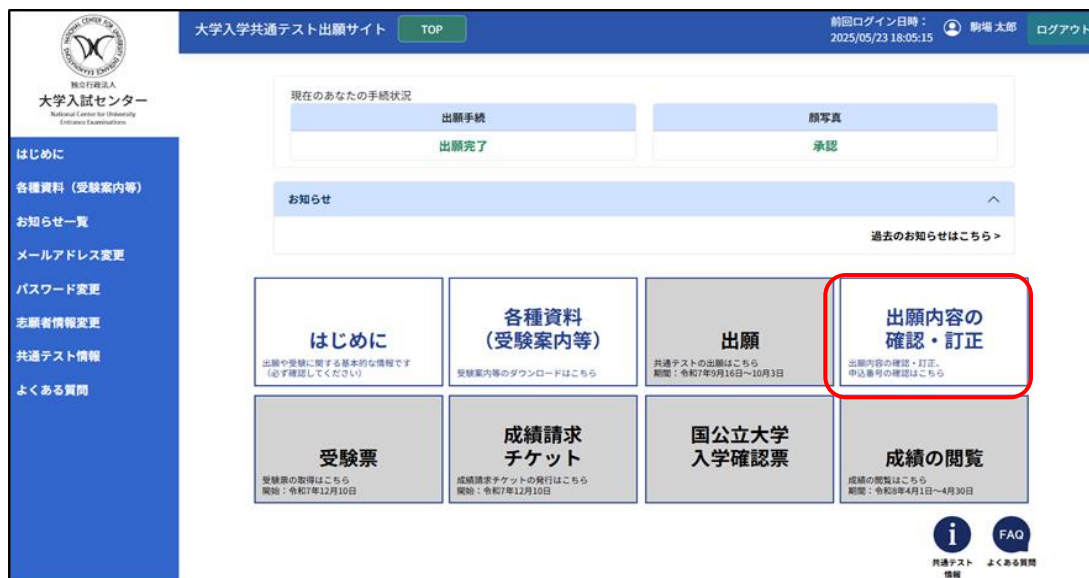 NATIONAL CENTER FOR UNIVERSITY ENTRANCE EXAMINATIONS
独立行政法人
大学入試センター
National Center for University
Entrance Examinations
はじめに
各種資料（受験案内等）
お知らせ一覧
メールアドレス変更
パスワード変更
志願者情報変更
共通テスト情報
よくある質問
大学入学共通テスト出願サイト
TOP
前回ログイン日時：
2025/05/23 18:05:15
駒場 太郎
ログアウト
現在のあなたの手続状況
出願手続
顔写真
出願完了
承認
お知らせ
過去のお知らせはこちら >
はじめに
出願や受験に関する基本的な情報です
（必ず確認してください）
各種資料
（受験案内等）
受験案内等のダウンロードはこちら
出願
共通テストの出願はこちら
期間：令和7年9月16日～10月3日
出願内容の
確認・訂正
出願内容の確認・訂正、
申込番号の確認はこちら
受験票
受験票の取得はこちら
開始：令和7年12月10日
成績請求
チケット
成績請求チケットの発行はこちら
開始：令和7年12月10日
国公立大学
入学確認票
成績の閲覧
成績の閲覧はこちら
期間：令和8年4月1日～4月30日
i
共通テスト
情報
FAQ
よくある質問